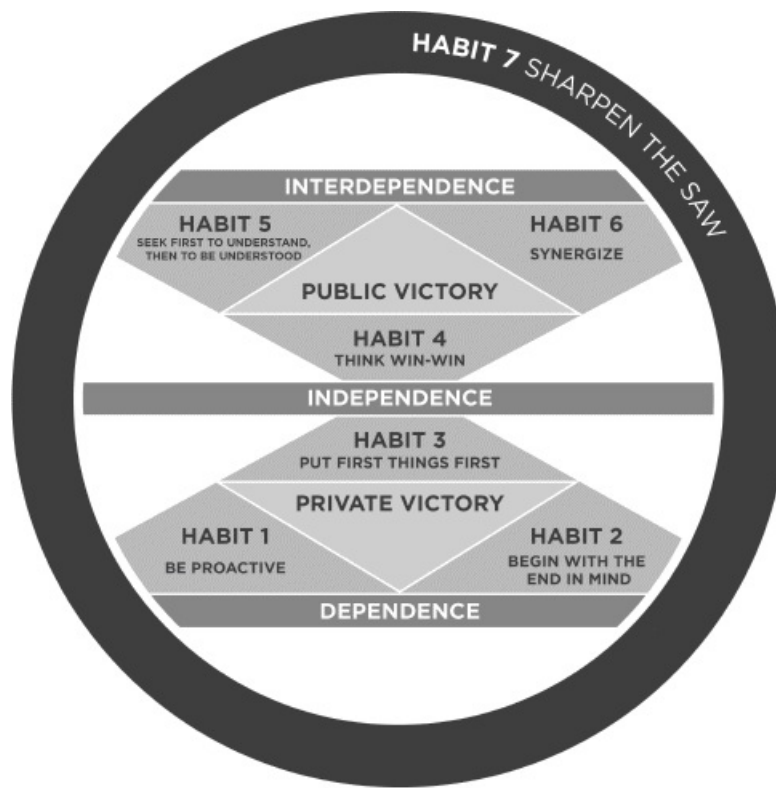 HABIT 7 SHARPEN THE SAW
INTERDEPENDENCE
HABIT 5
SEEK FIRST TO UNDERSTAND,
THEN TO BE UNDERSTOOD
HABIT 6
SYNERGIZE
PUBLIC VICTORY
HABIT 4
THINK WIN-WIN
INDEPENDENCE
HABIT 3
PUT FIRST THINGS FIRST
PRIVATE VICTORY
HABIT 1
BE PROACTIVE
HABIT 2
BEGIN WITH THE
END IN MIND
DEPENDENCE